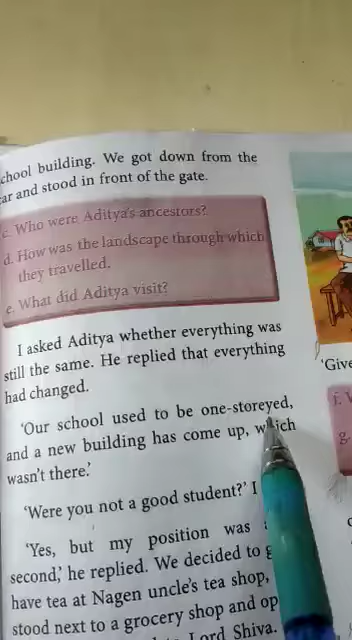 chool building. We got down from the
ar and stood in front of the gate.
c. Who were Aditya's ancestors?
d. How was the landscape through which
they travelled.
e. What did Aditya visit?
I asked Aditya whether everything was
still the same. He replied that everything
had changed.
'Our school used to be one-storeyed,
and a new building has come up, which
wasn't there.'
'Were you not a good student?' I
'Yes, but my position was
second,' he replied. We decided to g
have tea at Nagen uncle's tea shop,
stood next to a grocery shop and op
Lord Shiva.
'Give
f.
g.